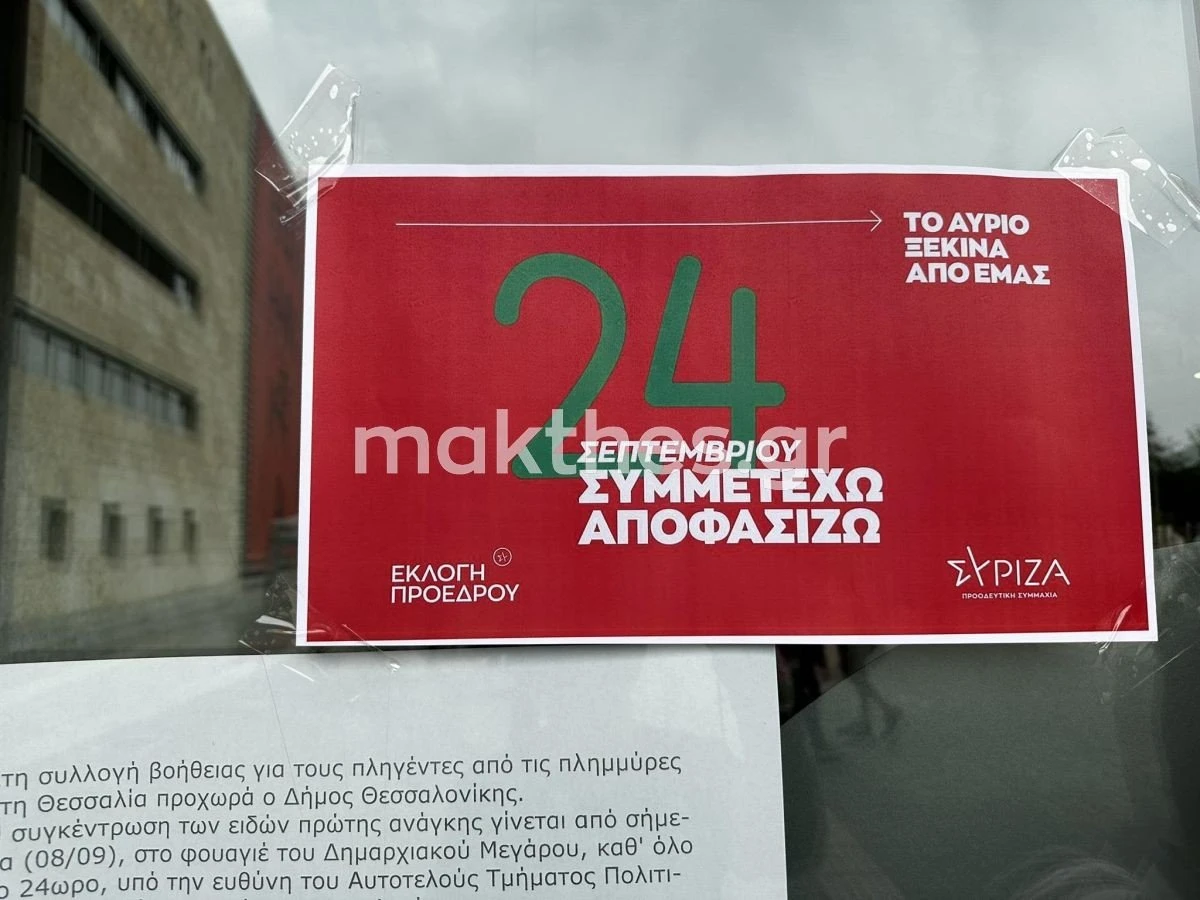 ΤΟ ΑΥΡΙΟ
ΞΕΚΙΝΑ
ΑΠΟ ΕΜΑΣ
24
ΣΕΠΤΕΜΒΡΙΟΥ
ΣΥΜΜΕΤΕΧΩ
ΑΠΟΦΑΣΙΖΩ
makthes.gr
ΕΚΛΟΓΗ
ΠΡΟΕΔΡΟΥ
ΣΥΡΙΖΑ
ΠΡΟΟΔΕΥΤΙΚΗ ΣΥΜΜΑΧΙΑ
τη συλλογή βοήθειας για τους πληγέντες από τις πλημμύρες
τη Θεσσαλία προχωρά ο Δήμος Θεσσαλονίκης.
συγκέντρωση των ειδών πρώτης ανάγκης γίνεται από σήμε-
α (08/09), στο φουαγιέ του Δημαρχιακού Μεγάρου, καθ' όλο
ο 24ωρο, υπό την ευθύνη του Αυτοτελούς Τμήματος Πολιτι-